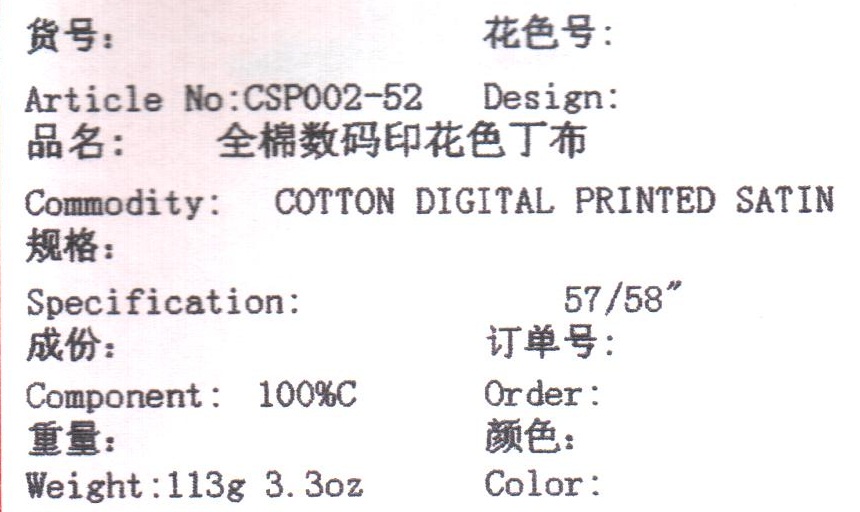 货号: 花色号:
Article No:CSP002-52 Design:
品名: 全棉数码印花色丁布
Commodity: COTTON DIGITAL PRINTED SATIN
规格:
Specification: 57/58″
成份: 订单号:
Component: 100%C Order:
重量: 颜色:
Weight:113g 3.3oz Color: